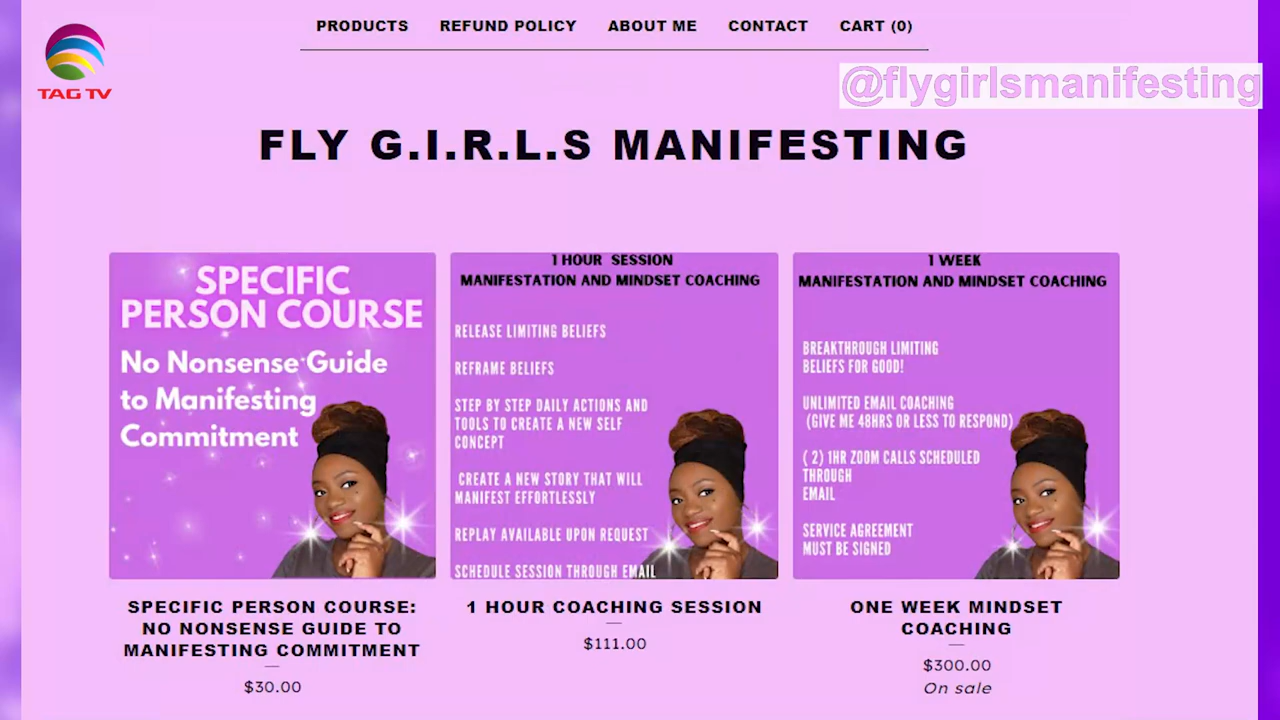 PRODUCTS REFUND POLICY ABOUT ME CONTACT CART (0)
TAG TV
@flygirlsmanifesting
FLY G.I.R.L.S MANIFESTING
SPECIFIC
PERSON COURSE
No Nonsense Guide
to Manifesting
Commitment
1 HOUR SESSION
MANIFESTATION AND MINDSET COACHING
RELEASE LIMITING BELIEFS
REFRAME BELIEFS
STEP BY STEP DAILY ACTIONS AND
TOOLS TO CREATE A NEW SELF
CONCEPT
CREATE A NEW STORY THAT WILL
MANIFEST EFFORTLESSLY
REPLAY AVAILABLE UPON REQUEST
SCHEDULE SESSION THROUGH EMAIL
1 WEEK
MANIFESTATION AND MINDSET COACHING
BREAKTHROUGH LIMITING
BELIEFS FOR GOOD!
UNLIMITED EMAIL COACHING
(GIVE ME 48HRS OR LESS TO RESPOND)
( 2) 1HR ZOOM CALLS SCHEDULED
THROUGH
EMAIL
SERVICE AGREEMENT
MUST BE SIGNED
SPECIFIC PERSON COURSE:
NO NONSENSE GUIDE TO
MANIFESTING COMMITMENT
$30.00
1 HOUR COACHING SESSION
$111.00
ONE WEEK MINDSET
COACHING
$300.00
On sale